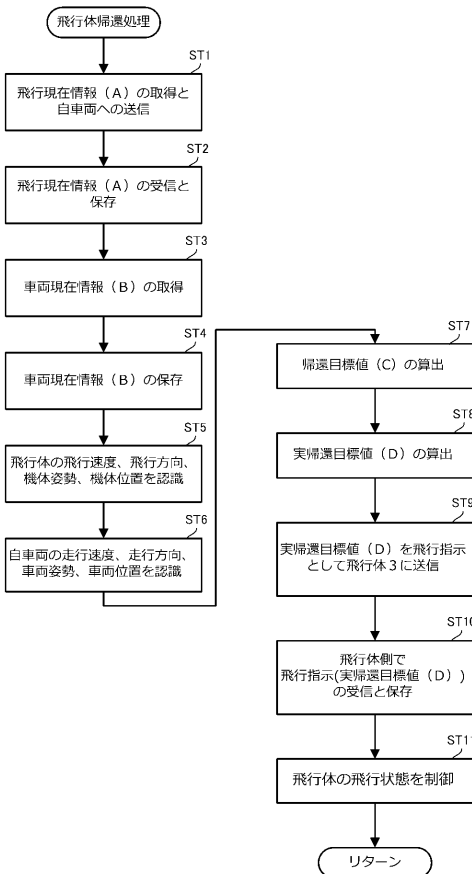 飛行体帰還処理
ST1
飛行現在情報（A）の取得と
自車両への送信
ST2
飛行現在情報（A）の受信と
保存
ST3
車両現在情報（B）の取得
ST4
車両現在情報（B）の保存
ST5
飛行体の飛行速度、飛行方向、
機体姿勢、機体位置を認識
ST6
自車両の走行速度、走行方向、
車両姿勢、車両位置を認識
ST7
帰還目標値（C）の算出
ST8
実帰還目標値（D）の算出
ST9
実帰還目標値（D）を飛行指示
として飛行体３に送信
ST10
飛行体側で
飛行指示(実帰還目標値（D）)
の受信と保存
ST11
飛行体の飛行状態を制御
リターン